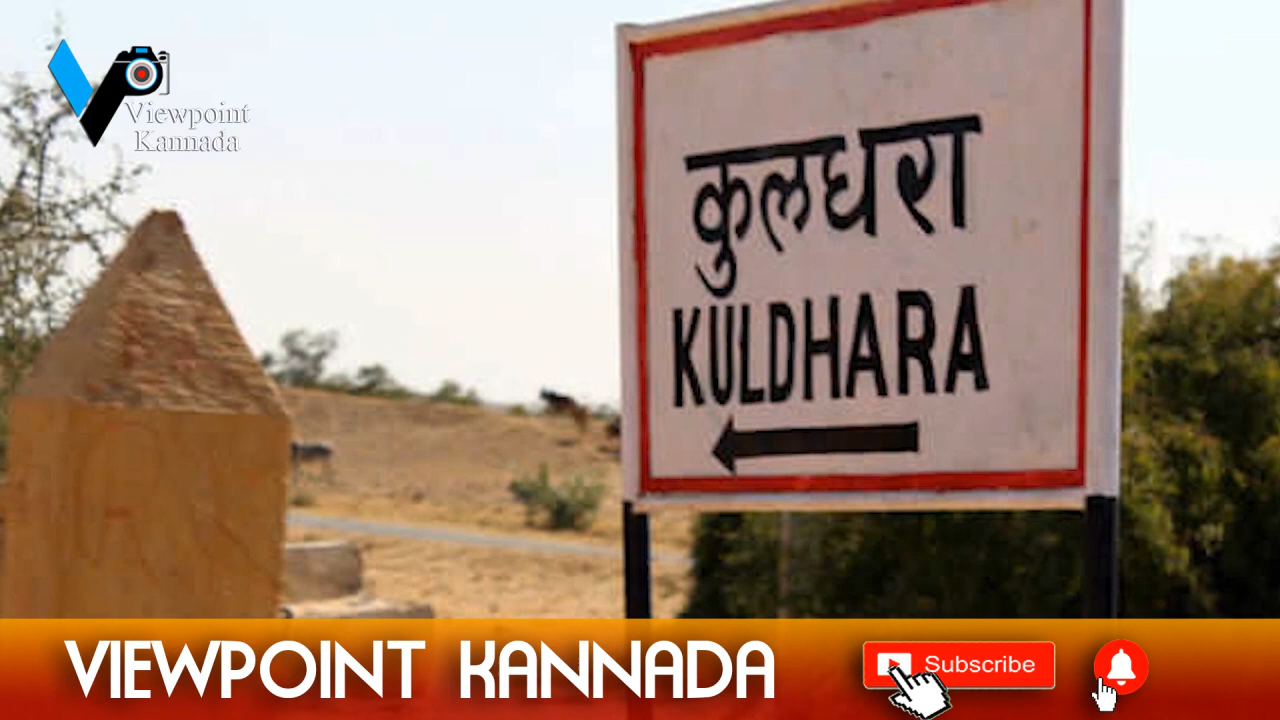 Viewpoint
Kannada
कुलधरा
KULDHARA
VIEWPOINT KANNADA
Subscribe